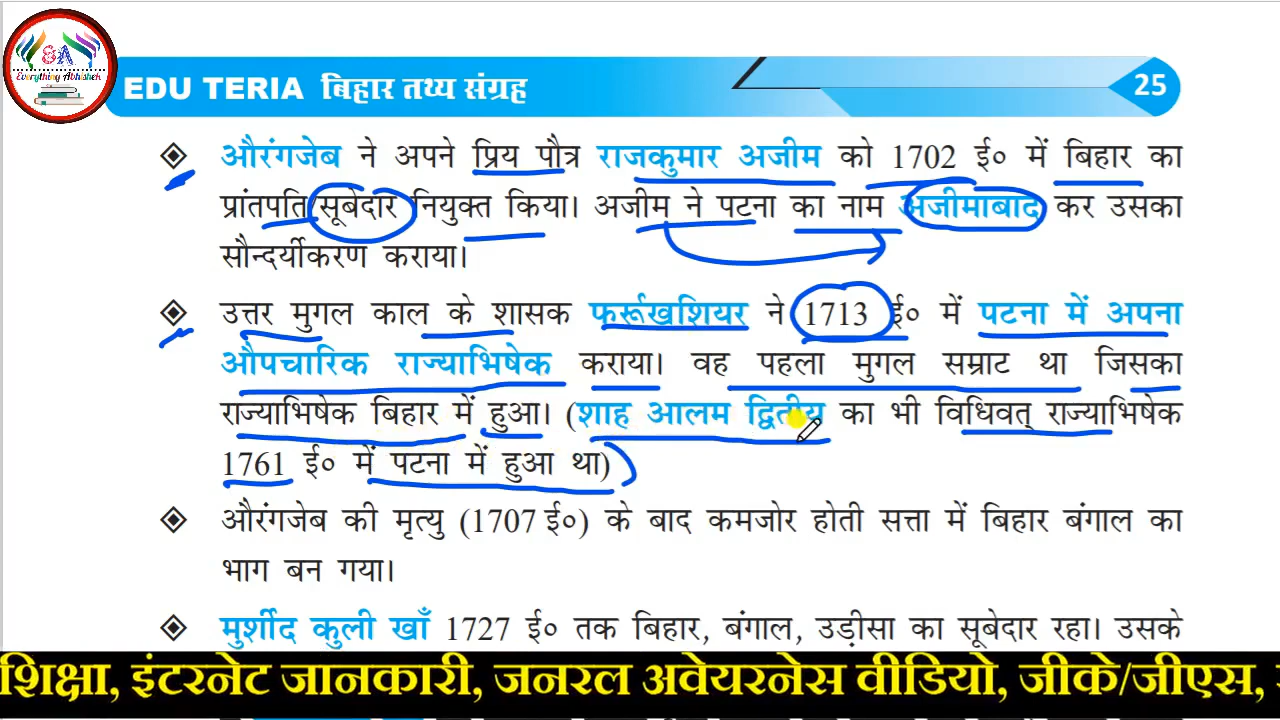 &A
Everything Abhishek
EDU TERIA बिहार तथ्य संग्रह
25
औरंगजेब ने अपने प्रिय पौत्र राजकुमार अजीम को 1702 ई० में बिहार का
प्रांतपति सूबेदार नियुक्त किया। अजीम ने पटना का नाम अजीमाबाद कर उसका
सौन्दर्यीकरण कराया।
उत्तर मुगल काल के शासक फर्रूखशियर ने 1713 ई० में पटना में अपना
औपचारिक राज्याभिषेक कराया। वह पहला मुगल सम्राट था जिसका
राज्याभिषेक बिहार में हुआ। (शाह आलम द्वितीय का भी विधिवत् राज्याभिषेक
1761 ई० में पटना में हुआ था)
औरंगजेब की मृत्यु (1707 ई०) के बाद कमजोर होती सत्ता में बिहार बंगाल का
भाग बन गया।
मुर्शीद कुली खाँ 1727 ई० तक बिहार, बंगाल, उड़ीसा का सूबेदार रहा। उसके
शिक्षा, इंटरनेट जानकारी, जनरल अवेयरनेस वीडियो, जीके/जीएस,